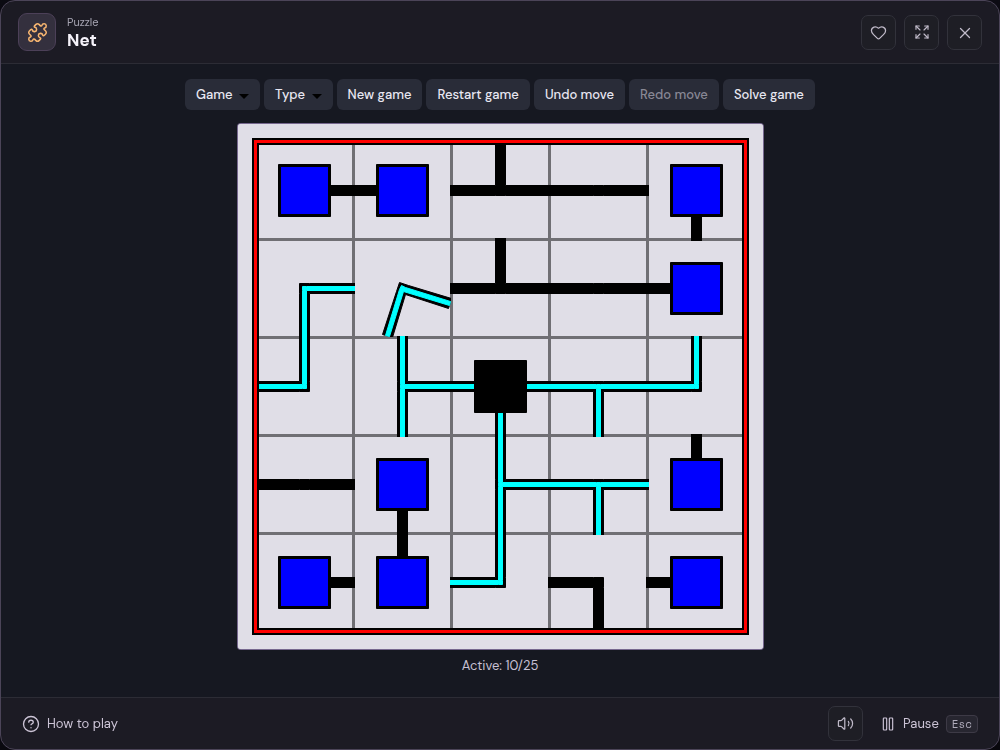 Puzzle
Net
Game
Type
New game
Restart game
Undo move
Redo move
Solve game
Active: 10/25
How to play
Pause
Esc